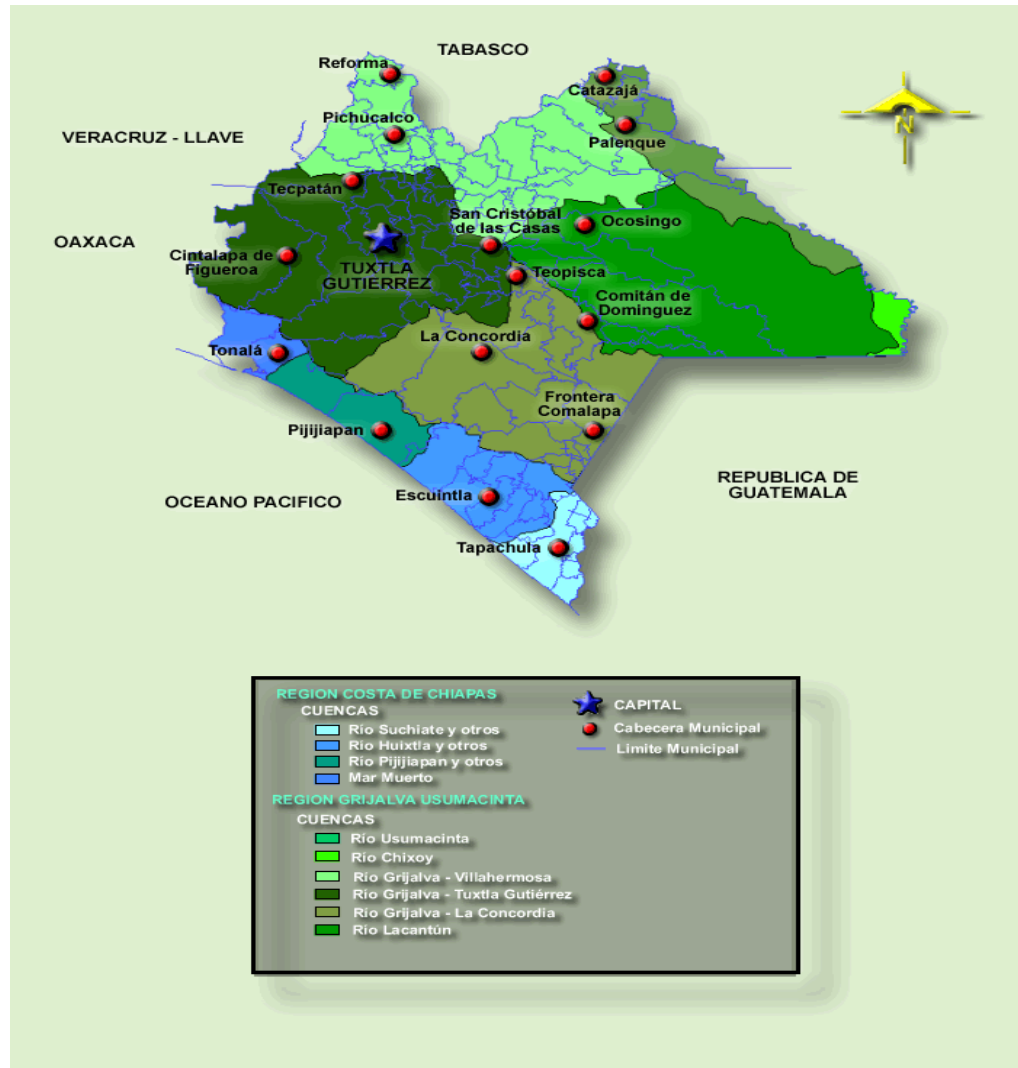 TABASCO
Reforma
Catazajá
Pichucalco
VERACRUZ - LLAVE
Palenque
N
Tecpatán
San Cristóbal
de las Casas
Ocosingo
OAXACA
Cintalapa de
Figueroa
TUXTLA
GUTIERREZ
Teopisca
Comitán de
Dominguez
La Concordia
Tonalá
Frontera
Comalapa
Pijijiapan
REPUBLICA DE
GUATEMALA
Escuintla
OCEANO PACIFICO
Tapachula
REGION COSTA DE CHIAPAS
CUENCAS
Río Suchiate y otros
Río Huixtla y otros
Río Pijijiapan y otros
Mar Muerto
REGION GRIJALVA USUMACINTA
CUENCAS
Río Usumacinta
Río Chixoy
Río Grijalva - Villahermosa
Río Grijalva - Tuxtla Gutiérrez
Río Grijalva - La Concordia
Río Lacantún
CAPITAL
Cabecera Municipal
Limite Municipal